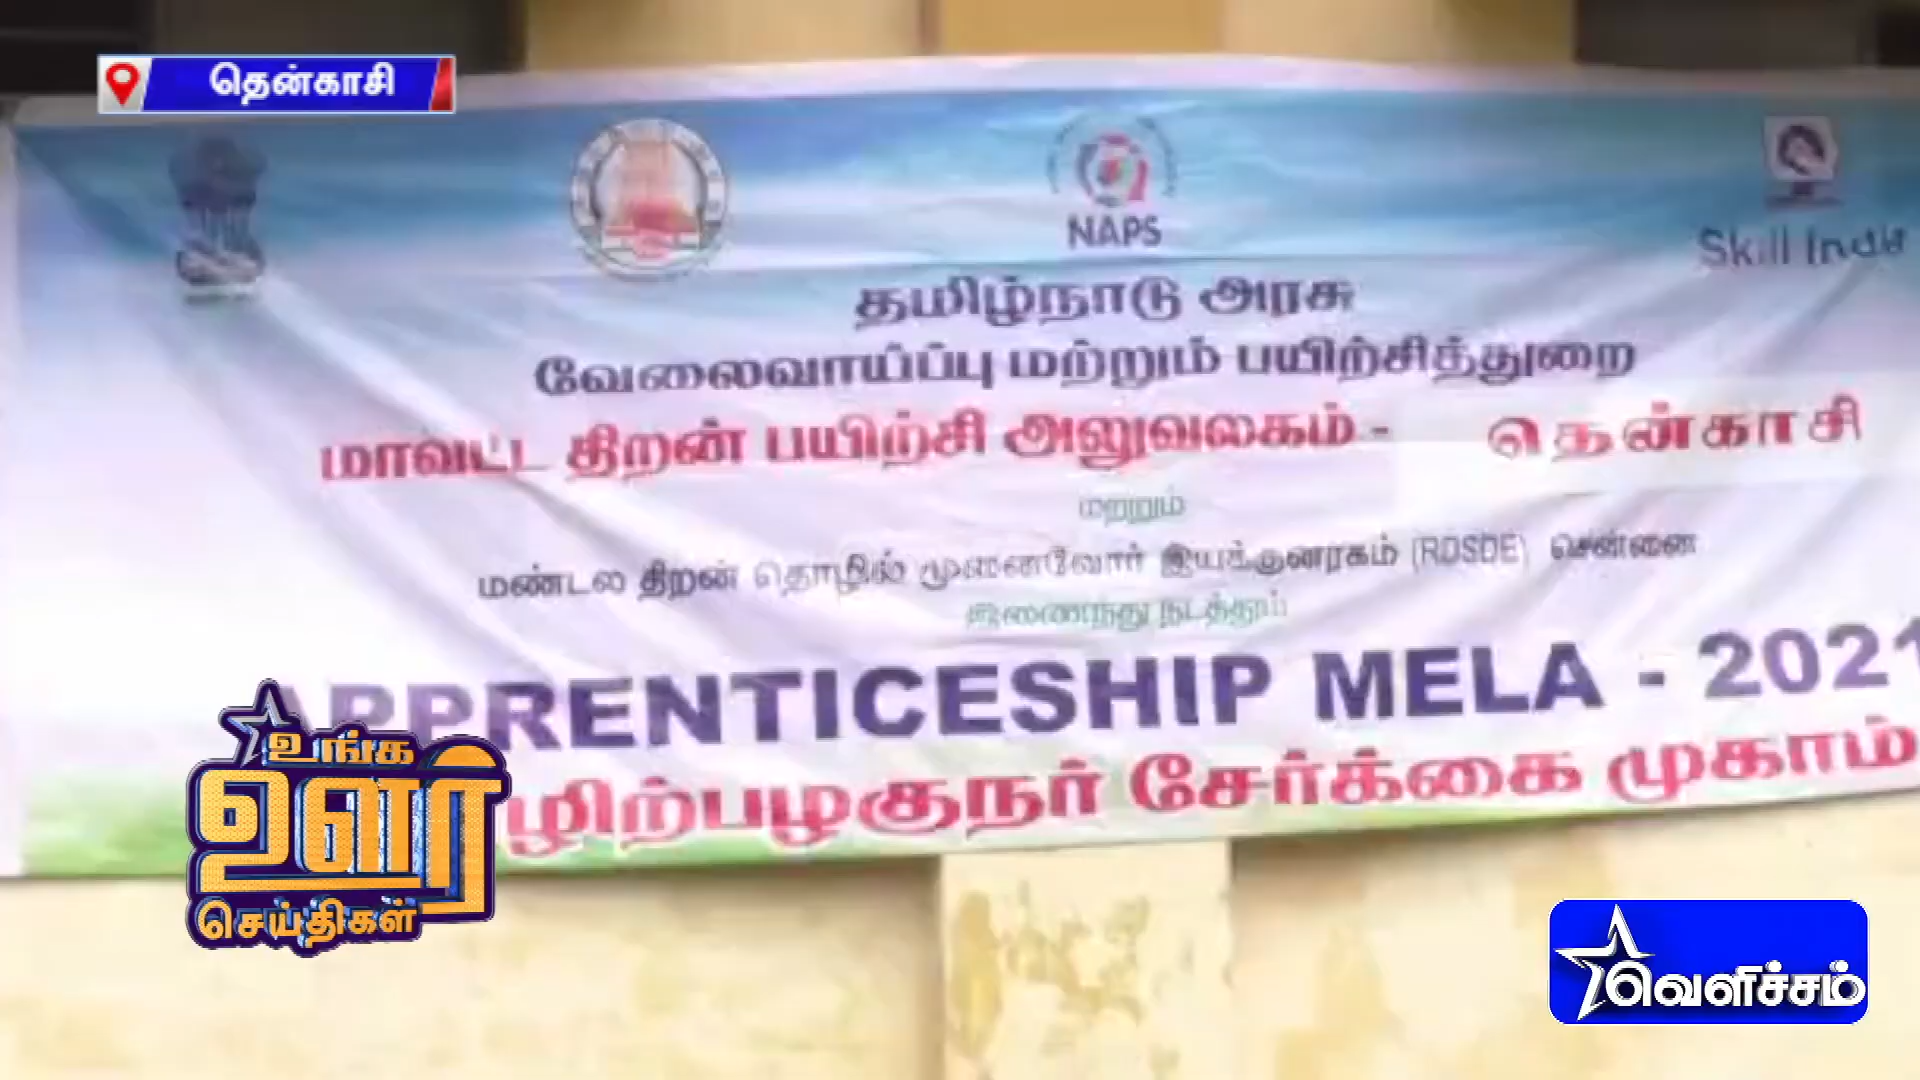 தென்காசி
NAPS
Skill India
தமிழ்நாடு அரசு
வேலைவாய்ப்பு மற்றும் பயிற்சித்துறை
மாவட்ட திறன் பயிற்சி அலுவலகம் - தென்காசி
மற்றும்
மண்டல திறன் தொழில் முனைவோர் இயக்குனரகம் (RDSDE) சென்னை
இணைந்து நடத்தும்
APPRENTICESHIP MELA - 2021
ழிற்பழகுநர் சேர்க்கை முகாம்
உங்க
ஊர்
செய்திகள்
வெளிச்சம்